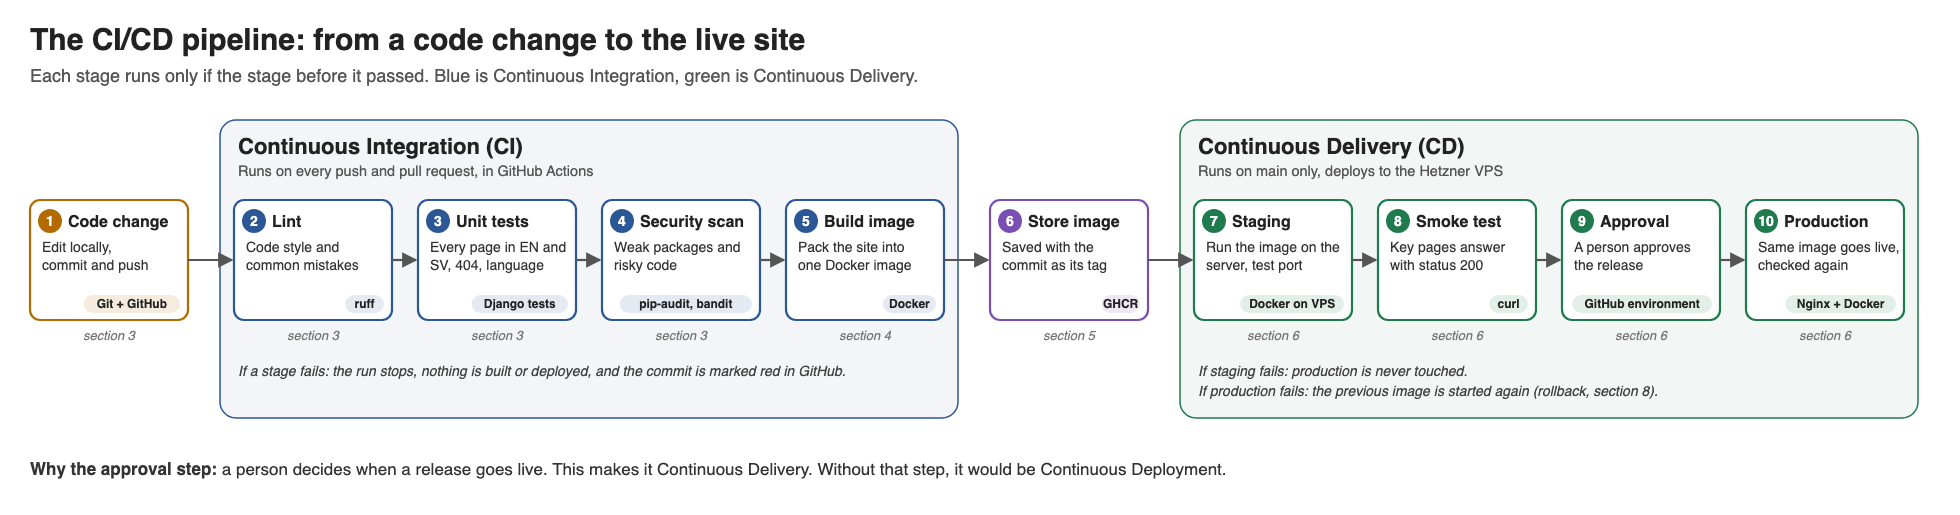 The CI/CD pipeline: from a code change to the live site
Each stage runs only if the stage before it passed. Blue is Continuous Integration, green is Continuous Delivery.
Continuous Integration (CI)
Runs on every push and pull request, in GitHub Actions
Continuous Delivery (CD)
Runs on main only, deploys to the Hetzner VPS
1 Code change
Edit locally,
commit and push
Git + GitHub
section 3
2 Lint
Code style and
common mistakes
ruff
section 3
3 Unit tests
Every page in EN and
SV, 404, language
Django tests
section 3
4 Security scan
Weak packages and
risky code
pip-audit, bandit
section 3
5 Build image
Pack the site into
one Docker image
Docker
section 4
6 Store image
Saved with the
commit as its tag
GHCR
section 5
7 Staging
Run the image on the
server, test port
Docker on VPS
section 6
8 Smoke test
Key pages answer
with status 200
curl
section 6
9 Approval
A person approves
the release
GitHub environment
section 6
10 Production
Same image goes live,
checked again
Nginx + Docker
section 6
If a stage fails: the run stops, nothing is built or deployed, and the commit is marked red in GitHub.
If staging fails: production is never touched.
If production fails: the previous image is started again (rollback, section 8).
Why the approval step: a person decides when a release goes live. This makes it Continuous Delivery. Without that step, it would be Continuous Deployment.